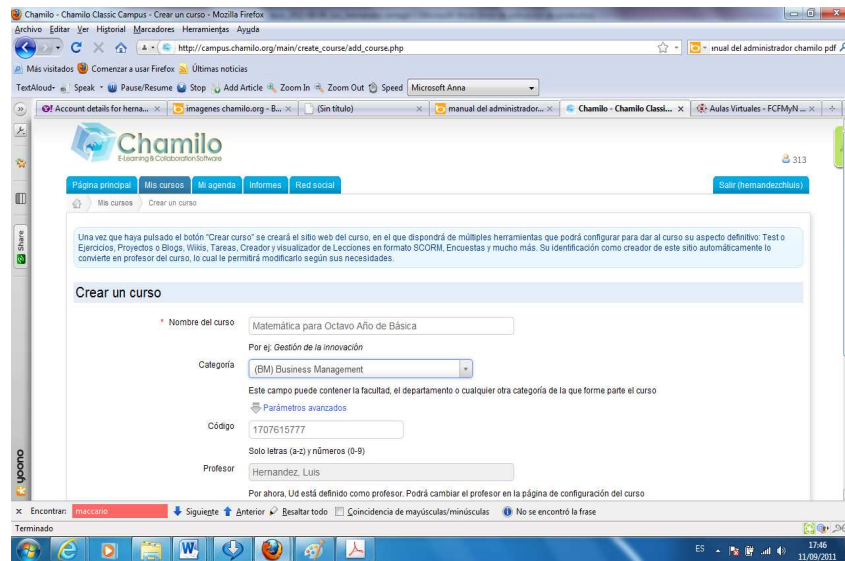 Chamilo - Chamilo Classic Campus - Crear un curso - Mozilla Firefox
Archivo Editar Ver Historial Marcadores Herramientas Ayuda
http://campus.chamilo.org/main/create_course/add_course.php
inual del administrador chamilo pdf
Más visitados Comenzar a usar Firefox Últimas noticias
TextAloud: Speak Pause/Resume Stop Add Article Zoom In Zoom Out Speed Microsoft Anna
Account details for herna... imagenes chamilo.org - B... (Sin título) manual del administrador... Chamilo - Chamilo Classi... Aulas Virtuales - FCFMyN ...
Chamilo
E-Learning & Collaboration Software
313
Página principal Mis cursos Mi agenda Informes Red social Salir (hernandezchluis)
Mis cursos Crear un curso
Share
Una vez que haya pulsado el botón "Crear curso" se creará el sitio web del curso, en el que dispondrá de múltiples herramientas que podrá configurar para dar al curso su aspecto definitivo: Test o
Ejercicios, Proyectos o Blogs, Wikis, Tareas, Creador y visualizador de Lecciones en formato SCORM, Encuestas y mucho más. Su identificación como creador de este sitio automáticamente lo
convierte en profesor del curso, lo cual le permitirá modificarlo según sus necesidades.
Crear un curso
* Nombre del curso Matemática para Octavo Año de Básica
Por ej: Gestión de la innovación
Categoría (BM) Business Management
Este campo puede contener la facultad, el departamento o cualquier otra categoría de la que forme parte el curso
Parámetros avanzados
Código 1707615777
Solo letras (a-z) y números (0-9)
Profesor Hernandez, Luis
Por ahora, Ud está definido como profesor. Podrá cambiar el profesor en la página de configuración del curso
yoono
Encontrar: maccario Siguiente Anterior Resaltar todo Coincidencia de mayúsculas/minúsculas No se encontró la frase
Terminado
ES 17:46
11/09/2011